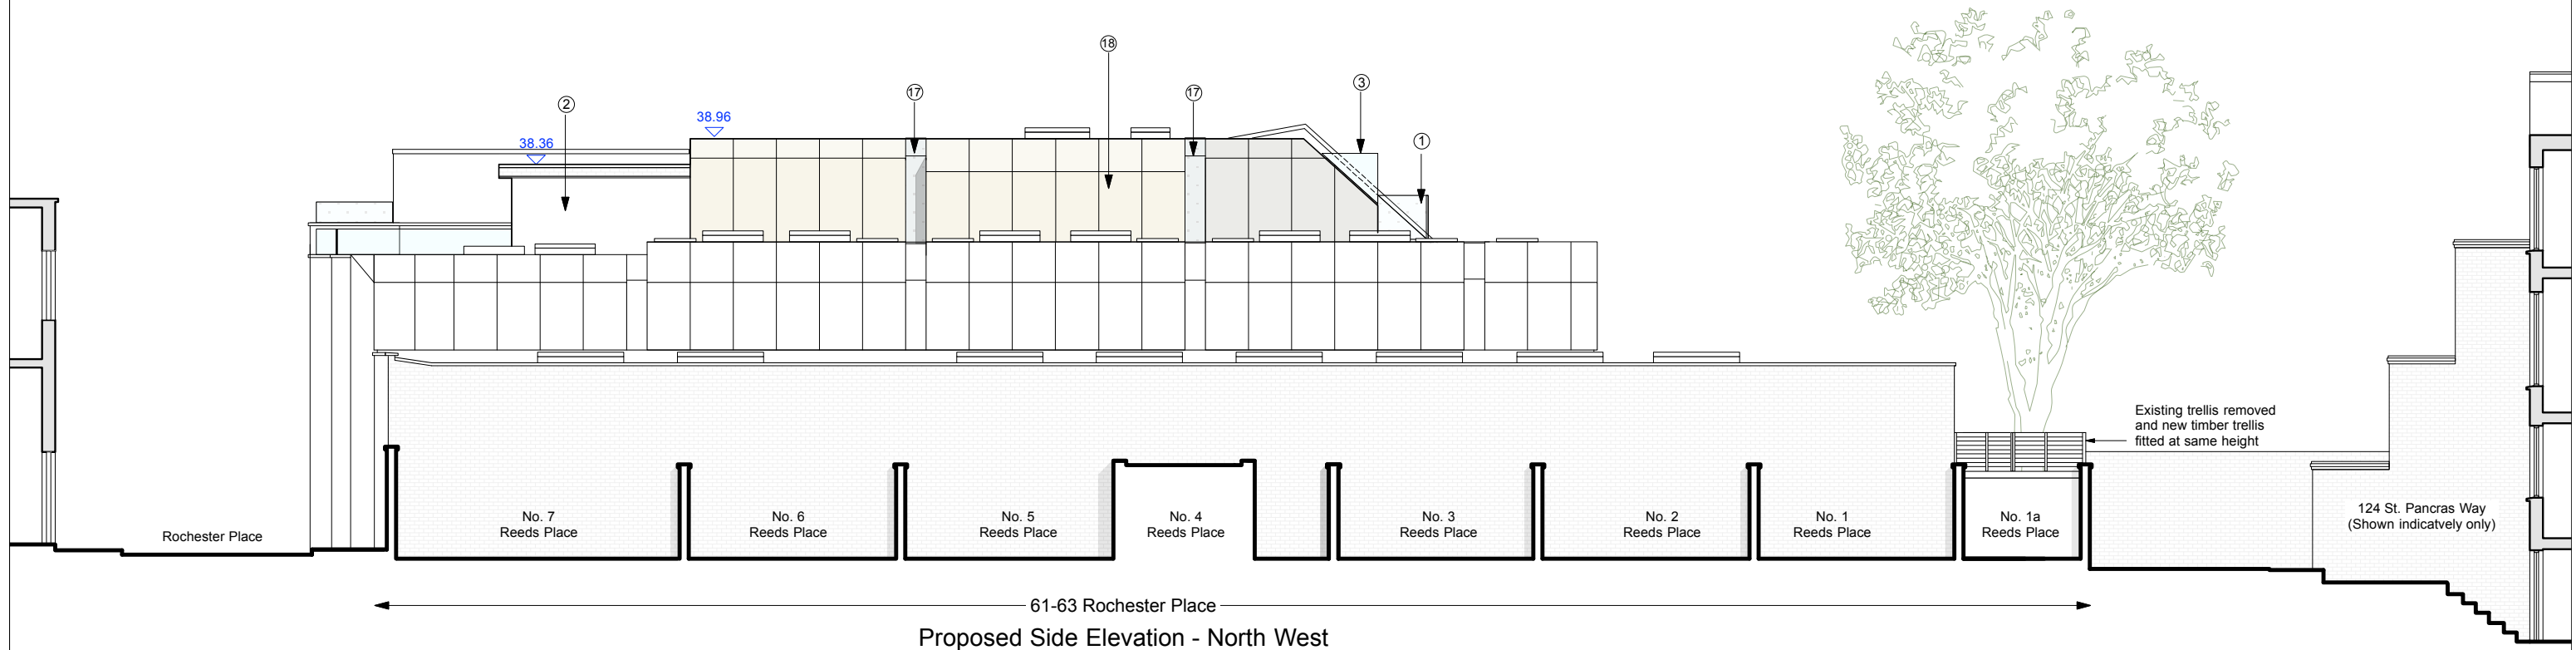 18
17
17
3
2
38.96
38.36
1
Existing trellis removed
and new timber trellis
fitted at same height
Rochester Place
No. 7
Reeds Place
No. 6
Reeds Place
No. 5
Reeds Place
No. 4
Reeds Place
No. 3
Reeds Place
No. 2
Reeds Place
No. 1
Reeds Place
No. 1a
Reeds Place
124 St. Pancras Way
(Shown indicatvely only)
61-63 Rochester Place
Proposed Side Elevation - North West